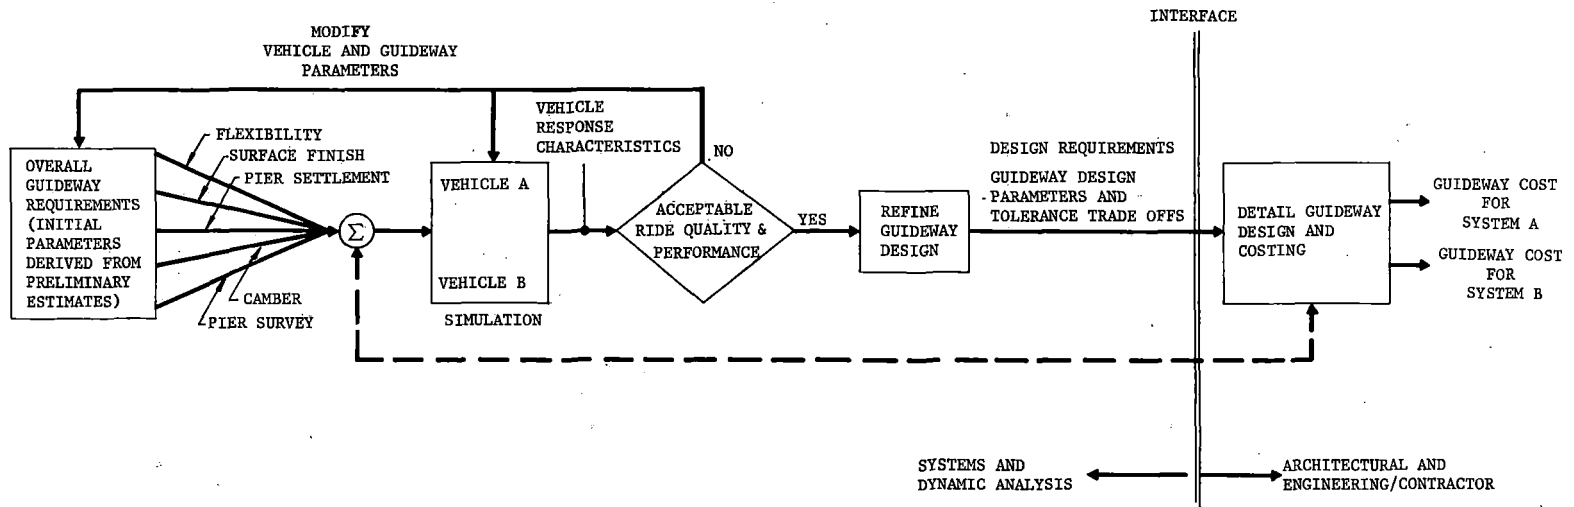 INTERFACE
MODIFY
VEHICLE AND GUIDEWAY
PARAMETERS
VEHICLE
RESPONSE
CHARACTERISTICS
FLEXIBILITY
SURFACE FINISH
PIER SETTLEMENT
OVERALL
GUIDEWAY
REQUIREMENTS
(INITIAL
PARAMETERS
DERIVED FROM
PRELIMINARY
ESTIMATES)
CAMBER
PIER SURVEY
Σ
VEHICLE A
VEHICLE B
SIMULATION
NO
ACCEPTABLE
RIDE QUALITY &
PERFORMANCE
YES
REFINE
GUIDEWAY
DESIGN
DESIGN REQUIREMENTS
GUIDEWAY DESIGN
PARAMETERS AND
TOLERANCE TRADE OFFS
DETAIL GUIDEWAY
DESIGN AND
COSTING
GUIDEWAY COST
FOR
SYSTEM A
GUIDEWAY COST
FOR
SYSTEM B
SYSTEMS AND
DYNAMIC ANALYSIS
ARCHITECTURAL AND
ENGINEERING/CONTRACTOR